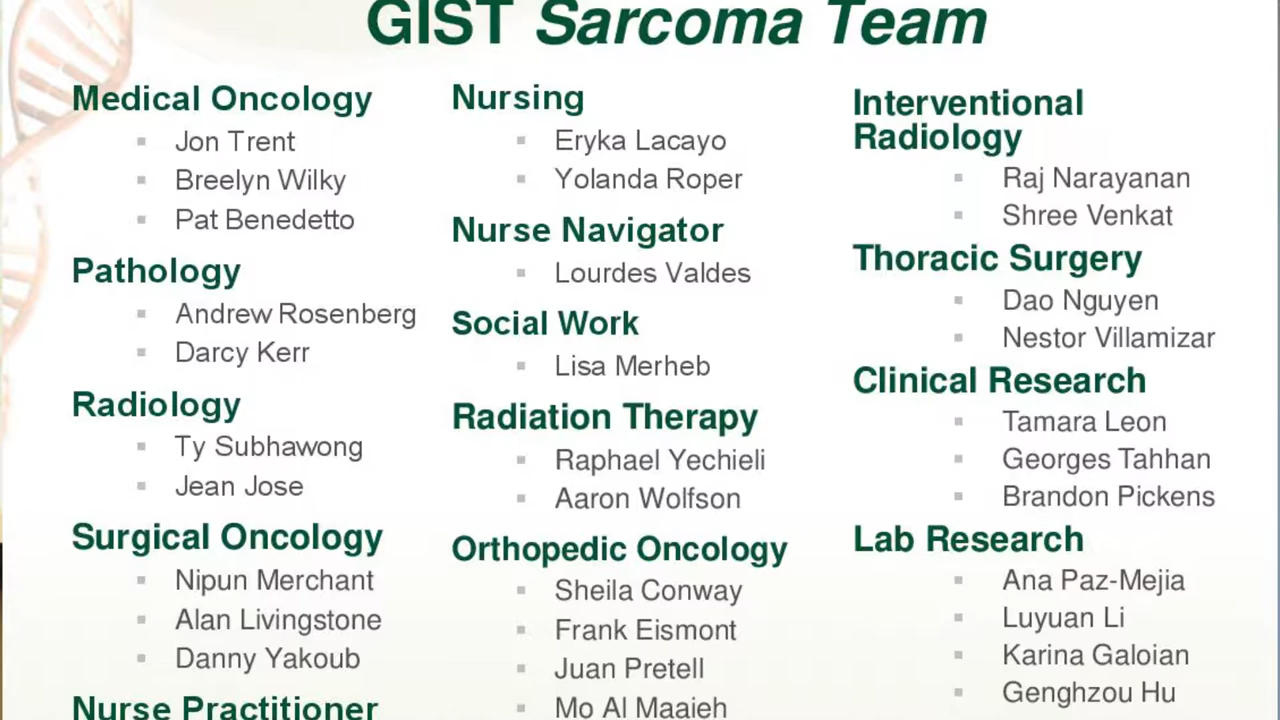 GIST Sarcoma Team
Medical Oncology
Jon Trent
Breelyn Wilky
Pat Benedetto
Pathology
Andrew Rosenberg
Darcy Kerr
Radiology
Ty Subhawong
Jean Jose
Surgical Oncology
Nipun Merchant
Alan Livingstone
Danny Yakoub
Nurse Practitioner
Nursing
Eryka Lacayo
Yolanda Roper
Nurse Navigator
Lourdes Valdes
Social Work
Lisa Merheb
Radiation Therapy
Raphael Yechieli
Aaron Wolfson
Orthopedic Oncology
Sheila Conway
Frank Eismont
Juan Pretell
Mo Al Maaieh
Interventional
Radiology
Raj Narayanan
Shree Venkat
Thoracic Surgery
Dao Nguyen
Nestor Villamizar
Clinical Research
Tamara Leon
Georges Tahhan
Brandon Pickens
Lab Research
Ana Paz-Mejia
Luyuan Li
Karina Galoian
Genghzou Hu